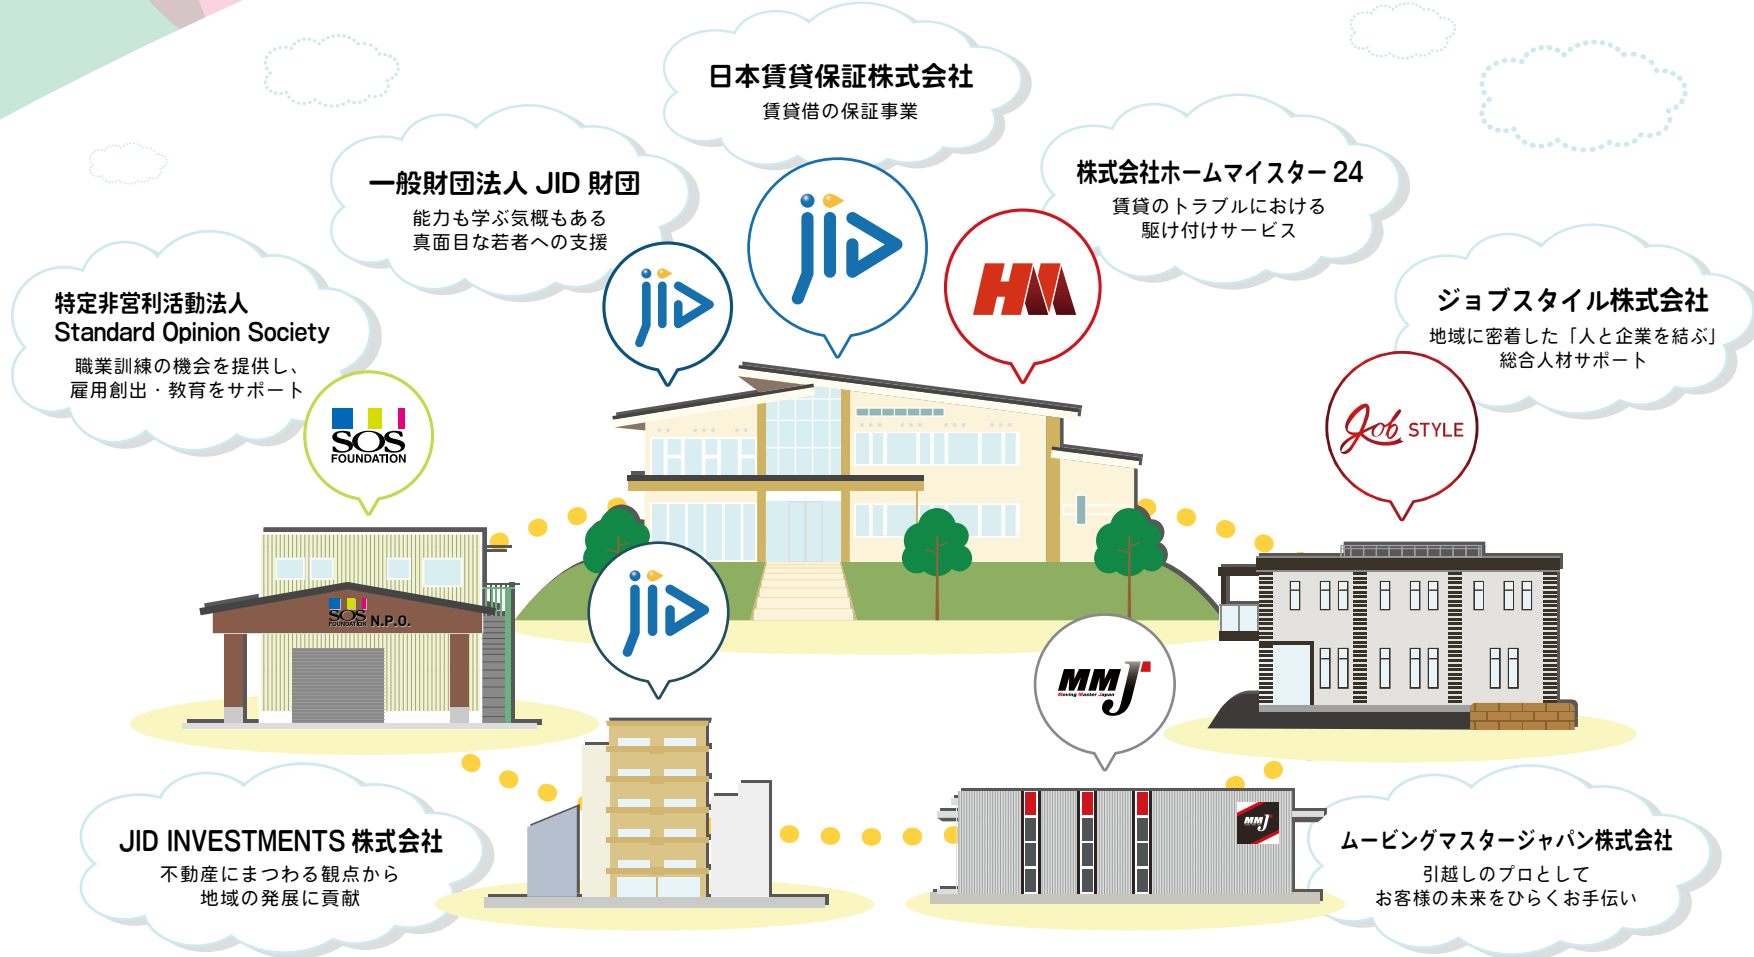 日本賃貸保証株式会社
賃貸借の保証事業
一般財団法人 JID 財団
能力も学ぶ気概もある
真面目な若者への支援
株式会社ホームマイスター 24
賃貸のトラブルにおける
駆け付けサービス
特定非営利活動法人
Standard Opinion Society
職業訓練の機会を提供し、
雇用創出・教育をサポート
ジョブスタイル株式会社
地域に密着した「人と企業を結ぶ」
総合人材サポート
jID
jID
HM
SOS
FOUNDATION
Job STYLE
SOS
FOUNDATION N.P.O.
jID
MMJ
Moving Master Japan
MMJ
JID INVESTMENTS 株式会社
不動産にまつわる観点から
地域の発展に貢献
ムービングマスタージャパン株式会社
引越しのプロとして
お客様の未来をひらくお手伝い